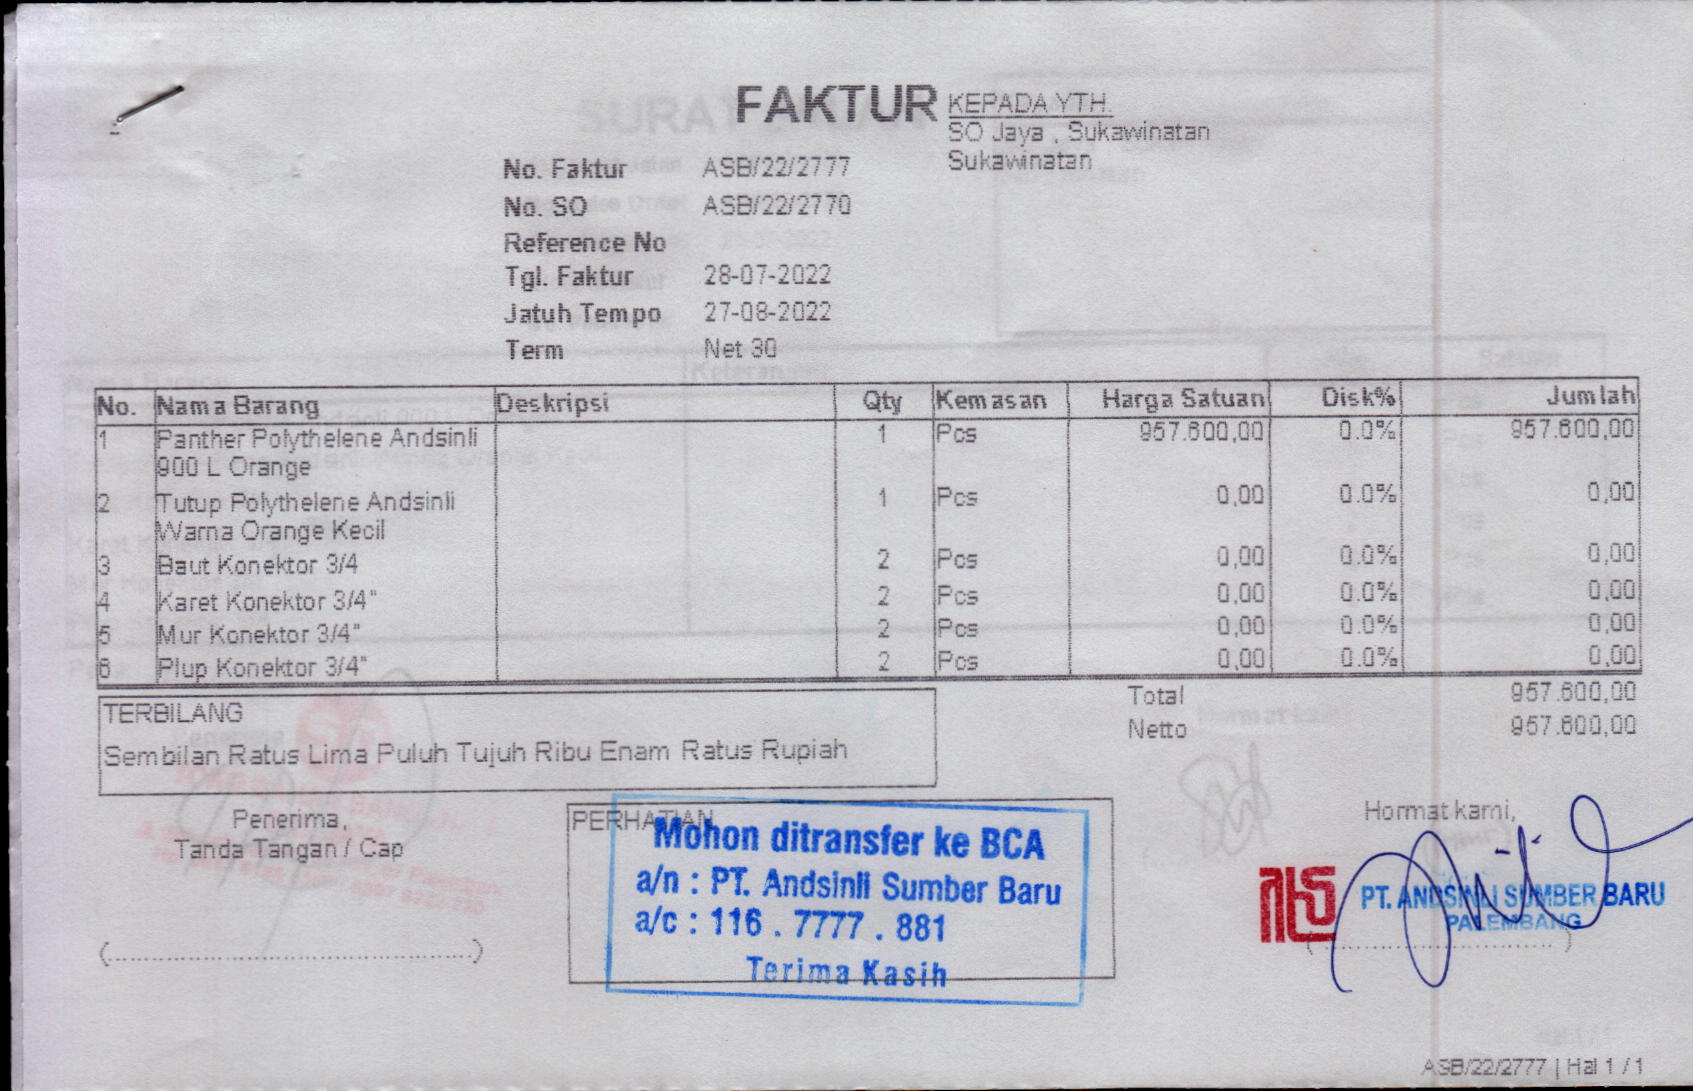 FAKTUR
KEPADA YTH.
SO Jaya , Sukawinatan
Sukawinatan
No. Faktur ASB/22/2777
No. SO ASB/22/2770
Reference No
Tgl. Faktur 28-07-2022
Jatuh Tempo 27-08-2022
Term Net 30
No. Nama Barang Deskripsi Qty Kemasan Harga Satuan Disk% Jumlah
1 Panther Polythelene Andsinli 1 Pcs 957.600,00 0.0% 957.600,00
900 L Orange
2 Tutup Polythelene Andsinli 1 Pcs 0,00 0.0% 0,00
Warna Orange Kecil
3 Baut Konektor 3/4 2 Pcs 0,00 0.0% 0,00
4 Karet Konektor 3/4" 2 Pcs 0,00 0.0% 0,00
5 Mur Konektor 3/4" 2 Pcs 0,00 0.0% 0,00
6 Plup Konektor 3/4" 2 Pcs 0,00 0.0% 0,00
Total 957.600,00
Netto 957.600,00
TERBILANG
Sembilan Ratus Lima Puluh Tujuh Ribu Enam Ratus Rupiah
Penerima,
Tanda Tangan / Cap
PERHATIAN
Mohon ditransfer ke BCA
a/n : PT. Andsinli Sumber Baru
a/c : 116 . 7777 . 881
Terima Kasih
Hormat kami,
PT. ANDSINLI SUMBER BARU
PALEMBANG
ASB/22/2777 | Hal 1 / 1